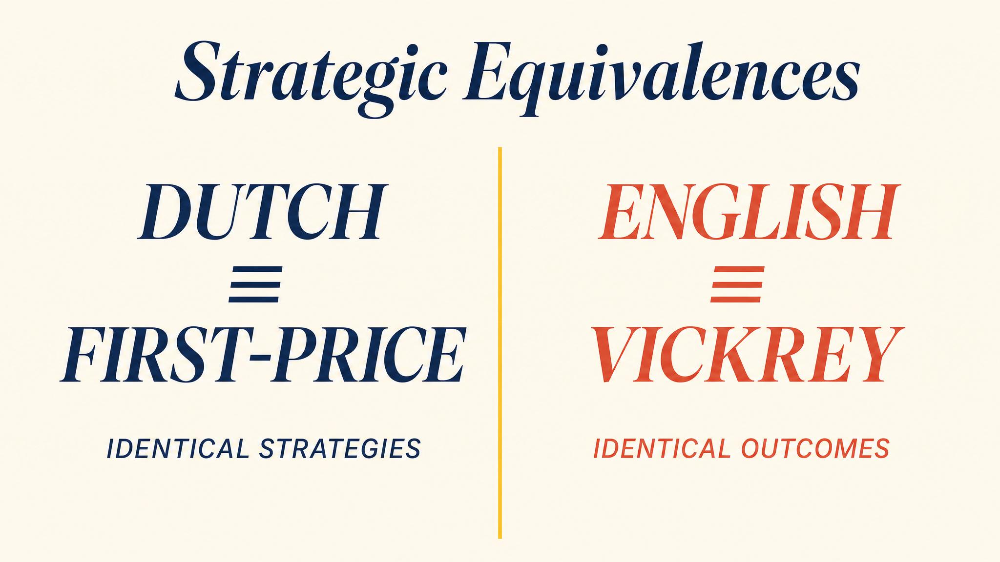 Strategic Equivalences
DUTCH
≡
FIRST-PRICE
IDENTICAL STRATEGIES
ENGLISH
≡
VICKREY
IDENTICAL OUTCOMES